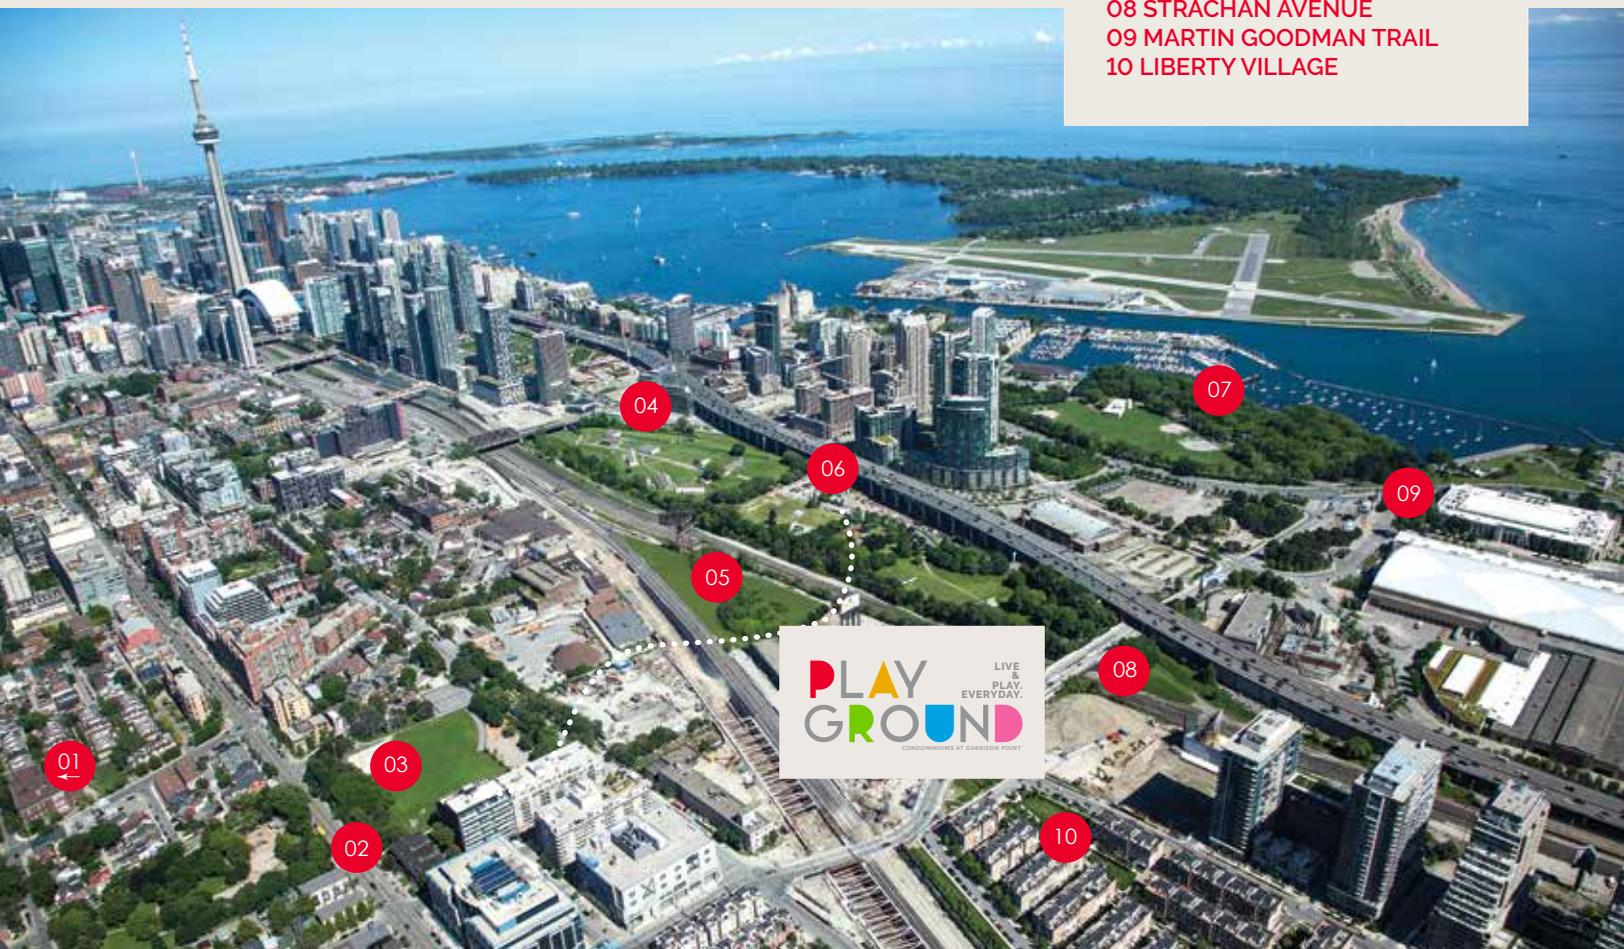 08 STRACHAN AVENUE
09 MARTIN GOODMAN TRAIL
10 LIBERTY VILLAGE
04
07
06
09
05
08
PLAY
GROUND
LIVE
&
PLAY.
EVERYDAY.
CONDOMINIUMS AT GARRISON POINT
01
←
03
02
10